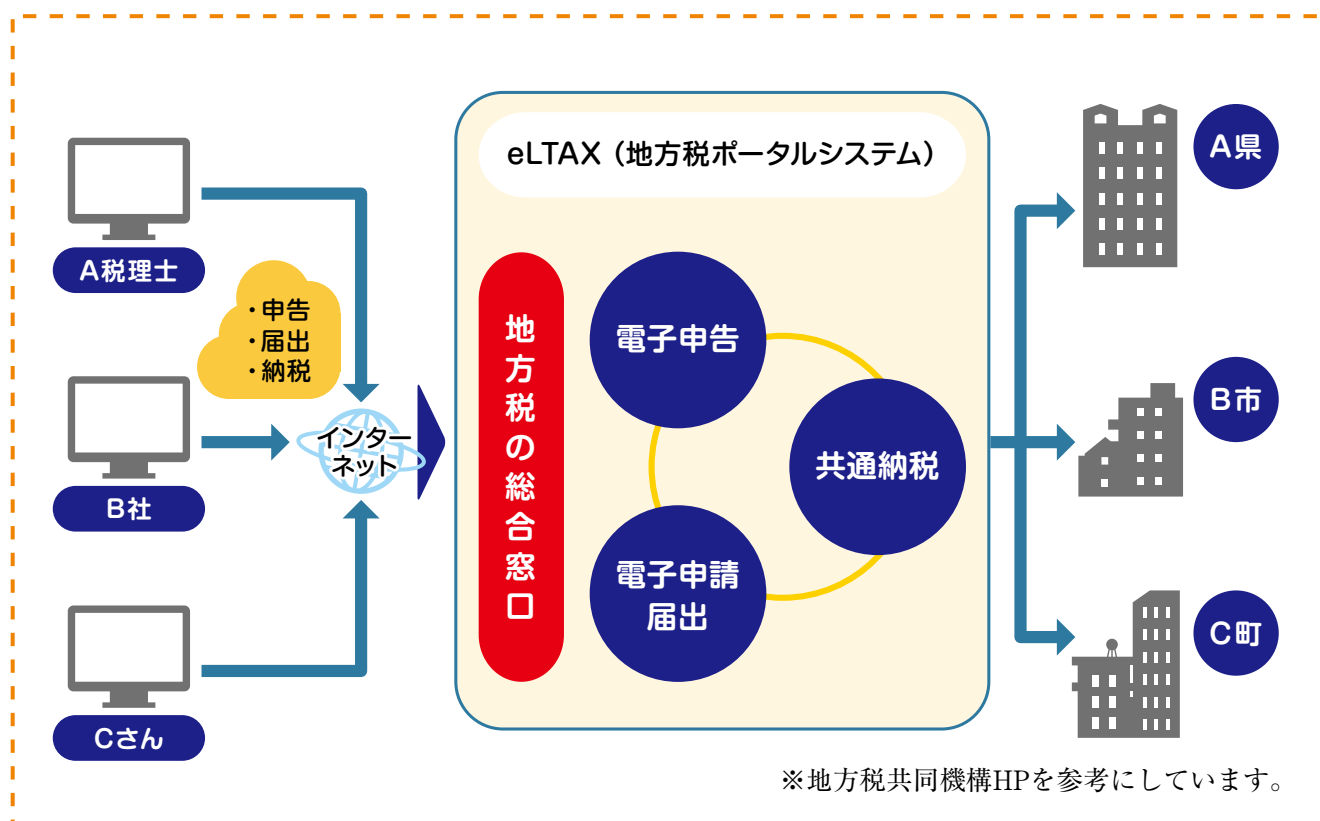 eLTAX（地方税ポータルシステム）
A税理士
・申告
・届出
・納税
B社
Cさん
インター
ネット
地方税の総合窓口
電子申告
共通納税
電子申請
届出
A県
B市
C町
※地方税共同機構HPを参考にしています。